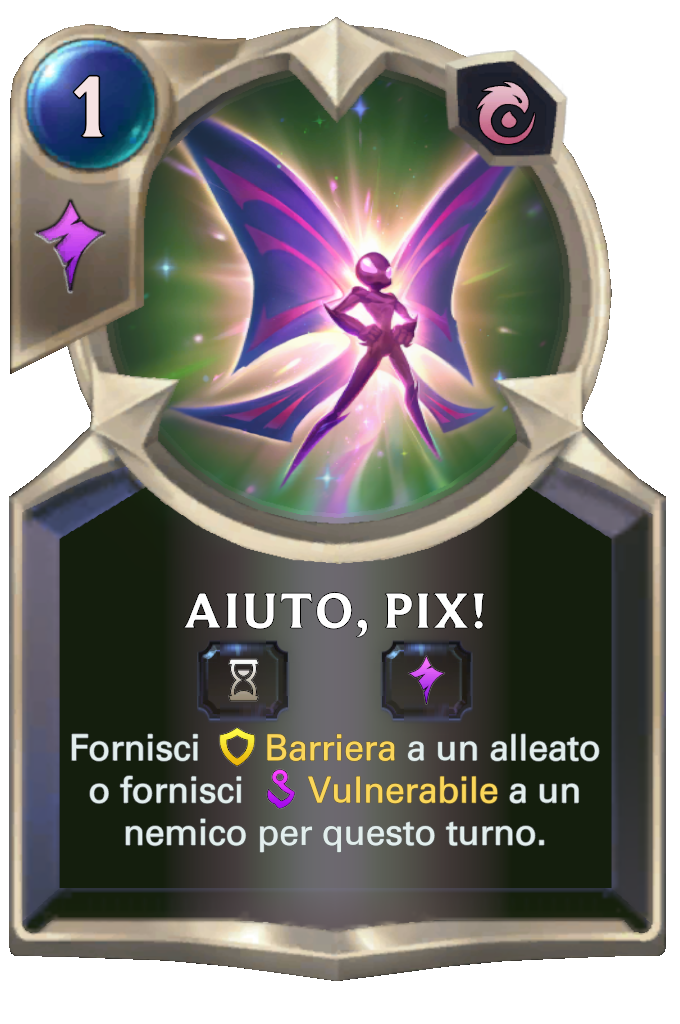 1
AIUTO, PIX!
Fornisci Barriera a un alleato
o fornisci Vulnerabile a un
nemico per questo turno.